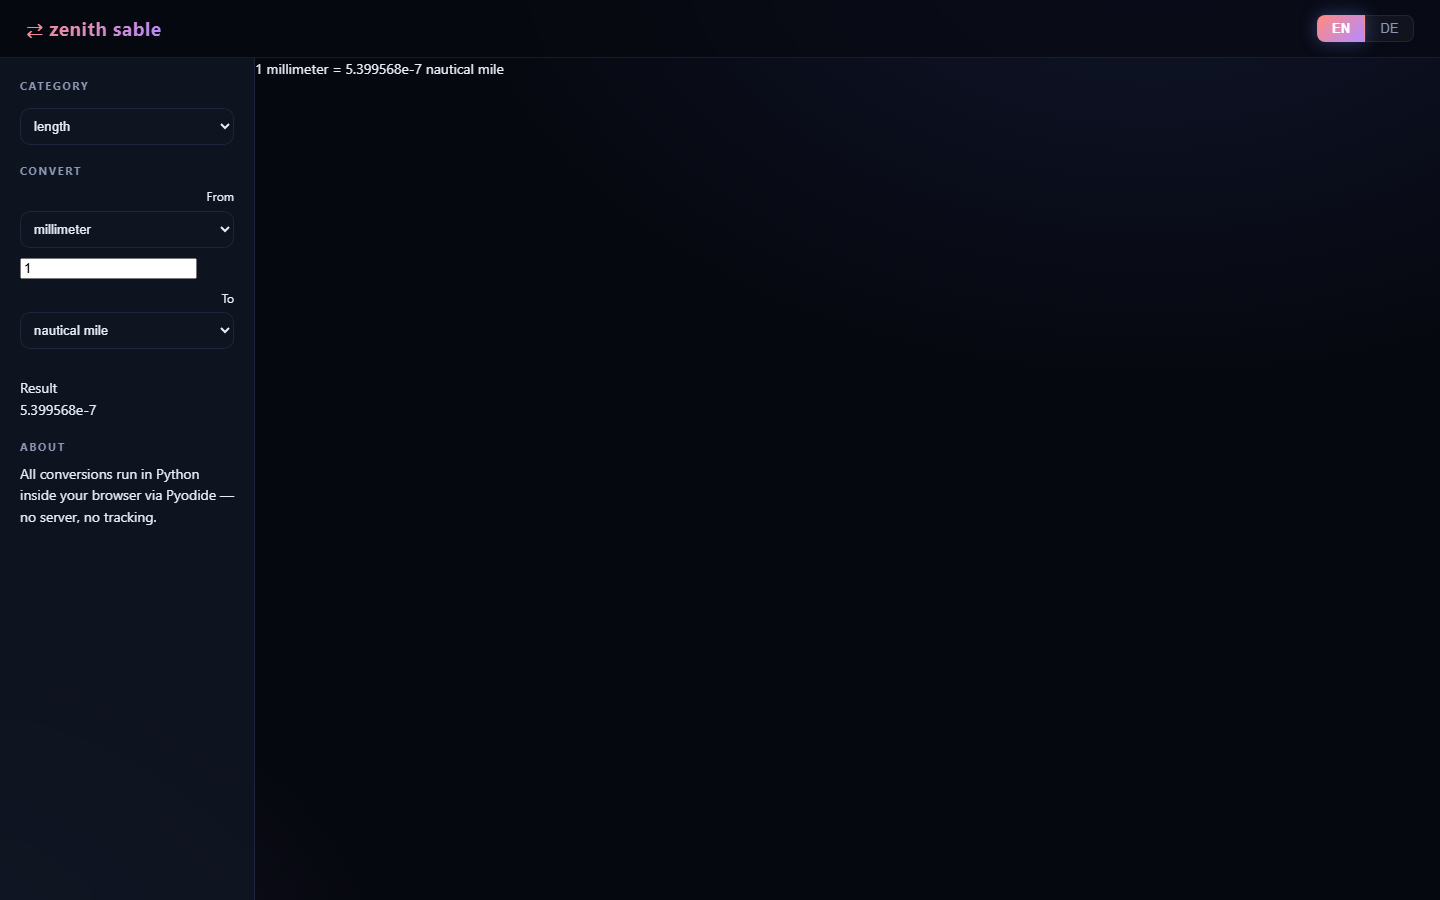 ⇄ zenith sable
EN DE
CATEGORY
length
CONVERT
From
millimeter
1
To
nautical mile
Result
5.399568e-7
ABOUT
All conversions run in Python
inside your browser via Pyodide —
no server, no tracking.
1 millimeter = 5.399568e-7 nautical mile